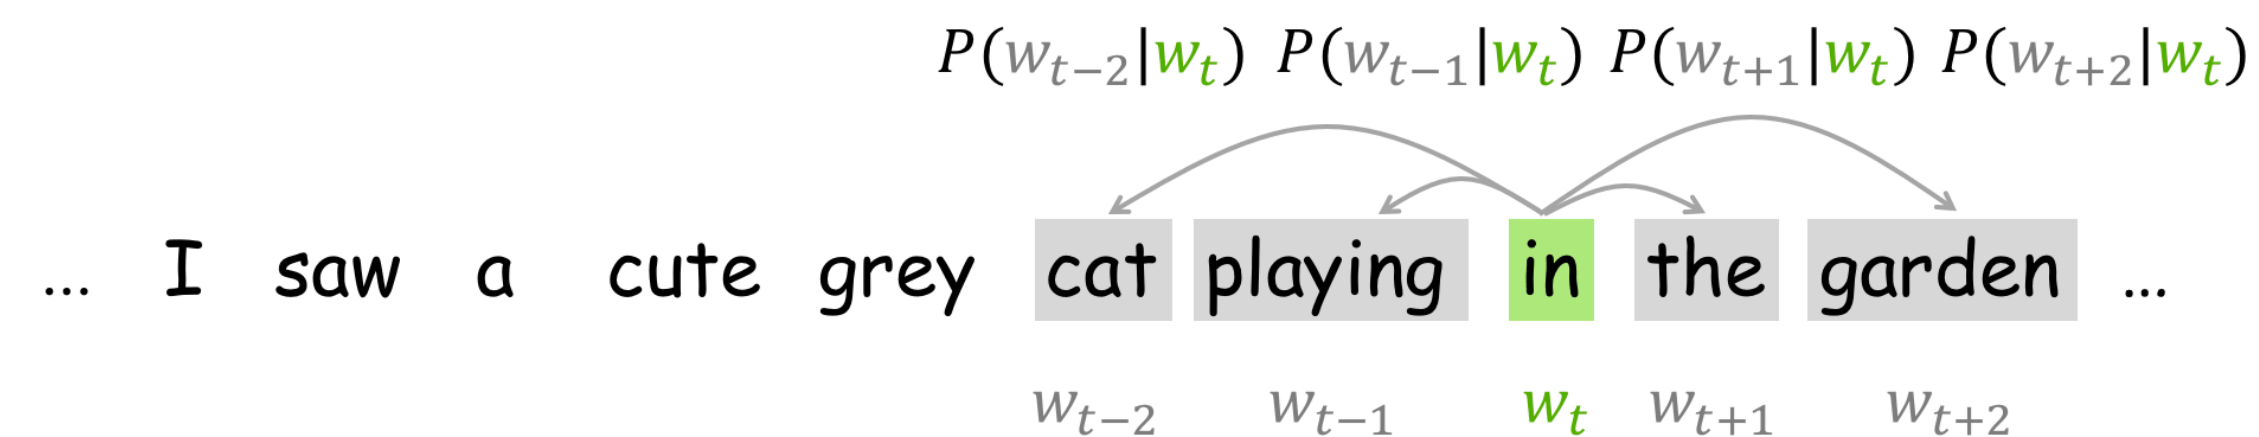 P(w_{t-2}|w_t) P(w_{t-1}|w_t) P(w_{t+1}|w_t) P(w_{t+2}|w_t)
... I saw a cute grey cat playing in the garden ...
w_{t-2} w_{t-1} w_t w_{t+1} w_{t+2}